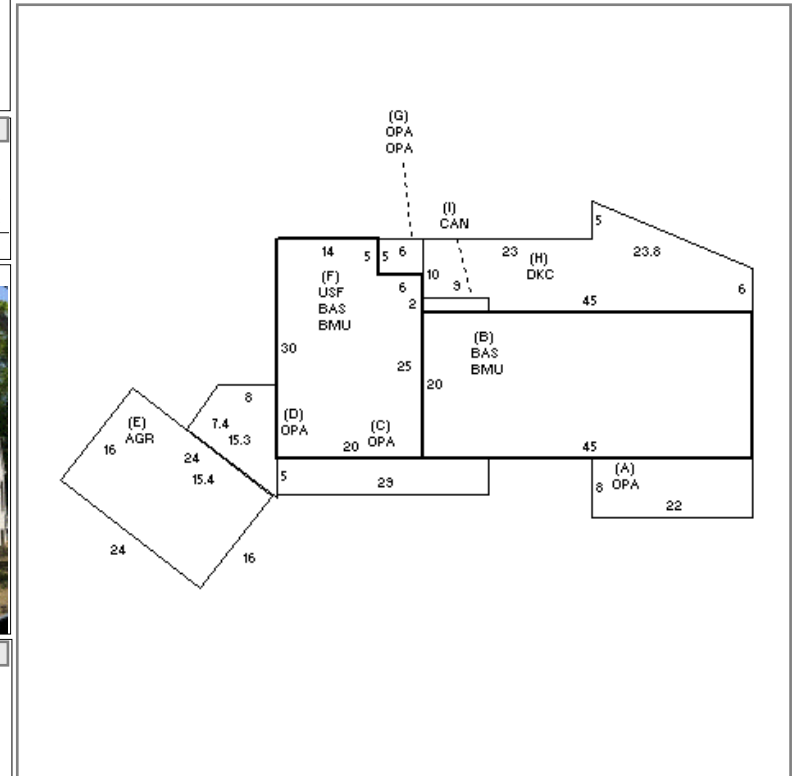 (G)
OPA
OPA
(I)
CAN
5
14
5
5
6
23
(H)
DKC
23.8
(F)
USF
BAS
BMU
10
6
9
2
45
6
(B)
BAS
BMU
30
25
20
8
(E)
AGR
7.4
15.3
(D)
OPA
(C)
OPA
16
24
20
45
15.4
5
29
(A)
OPA
8
22
24
16